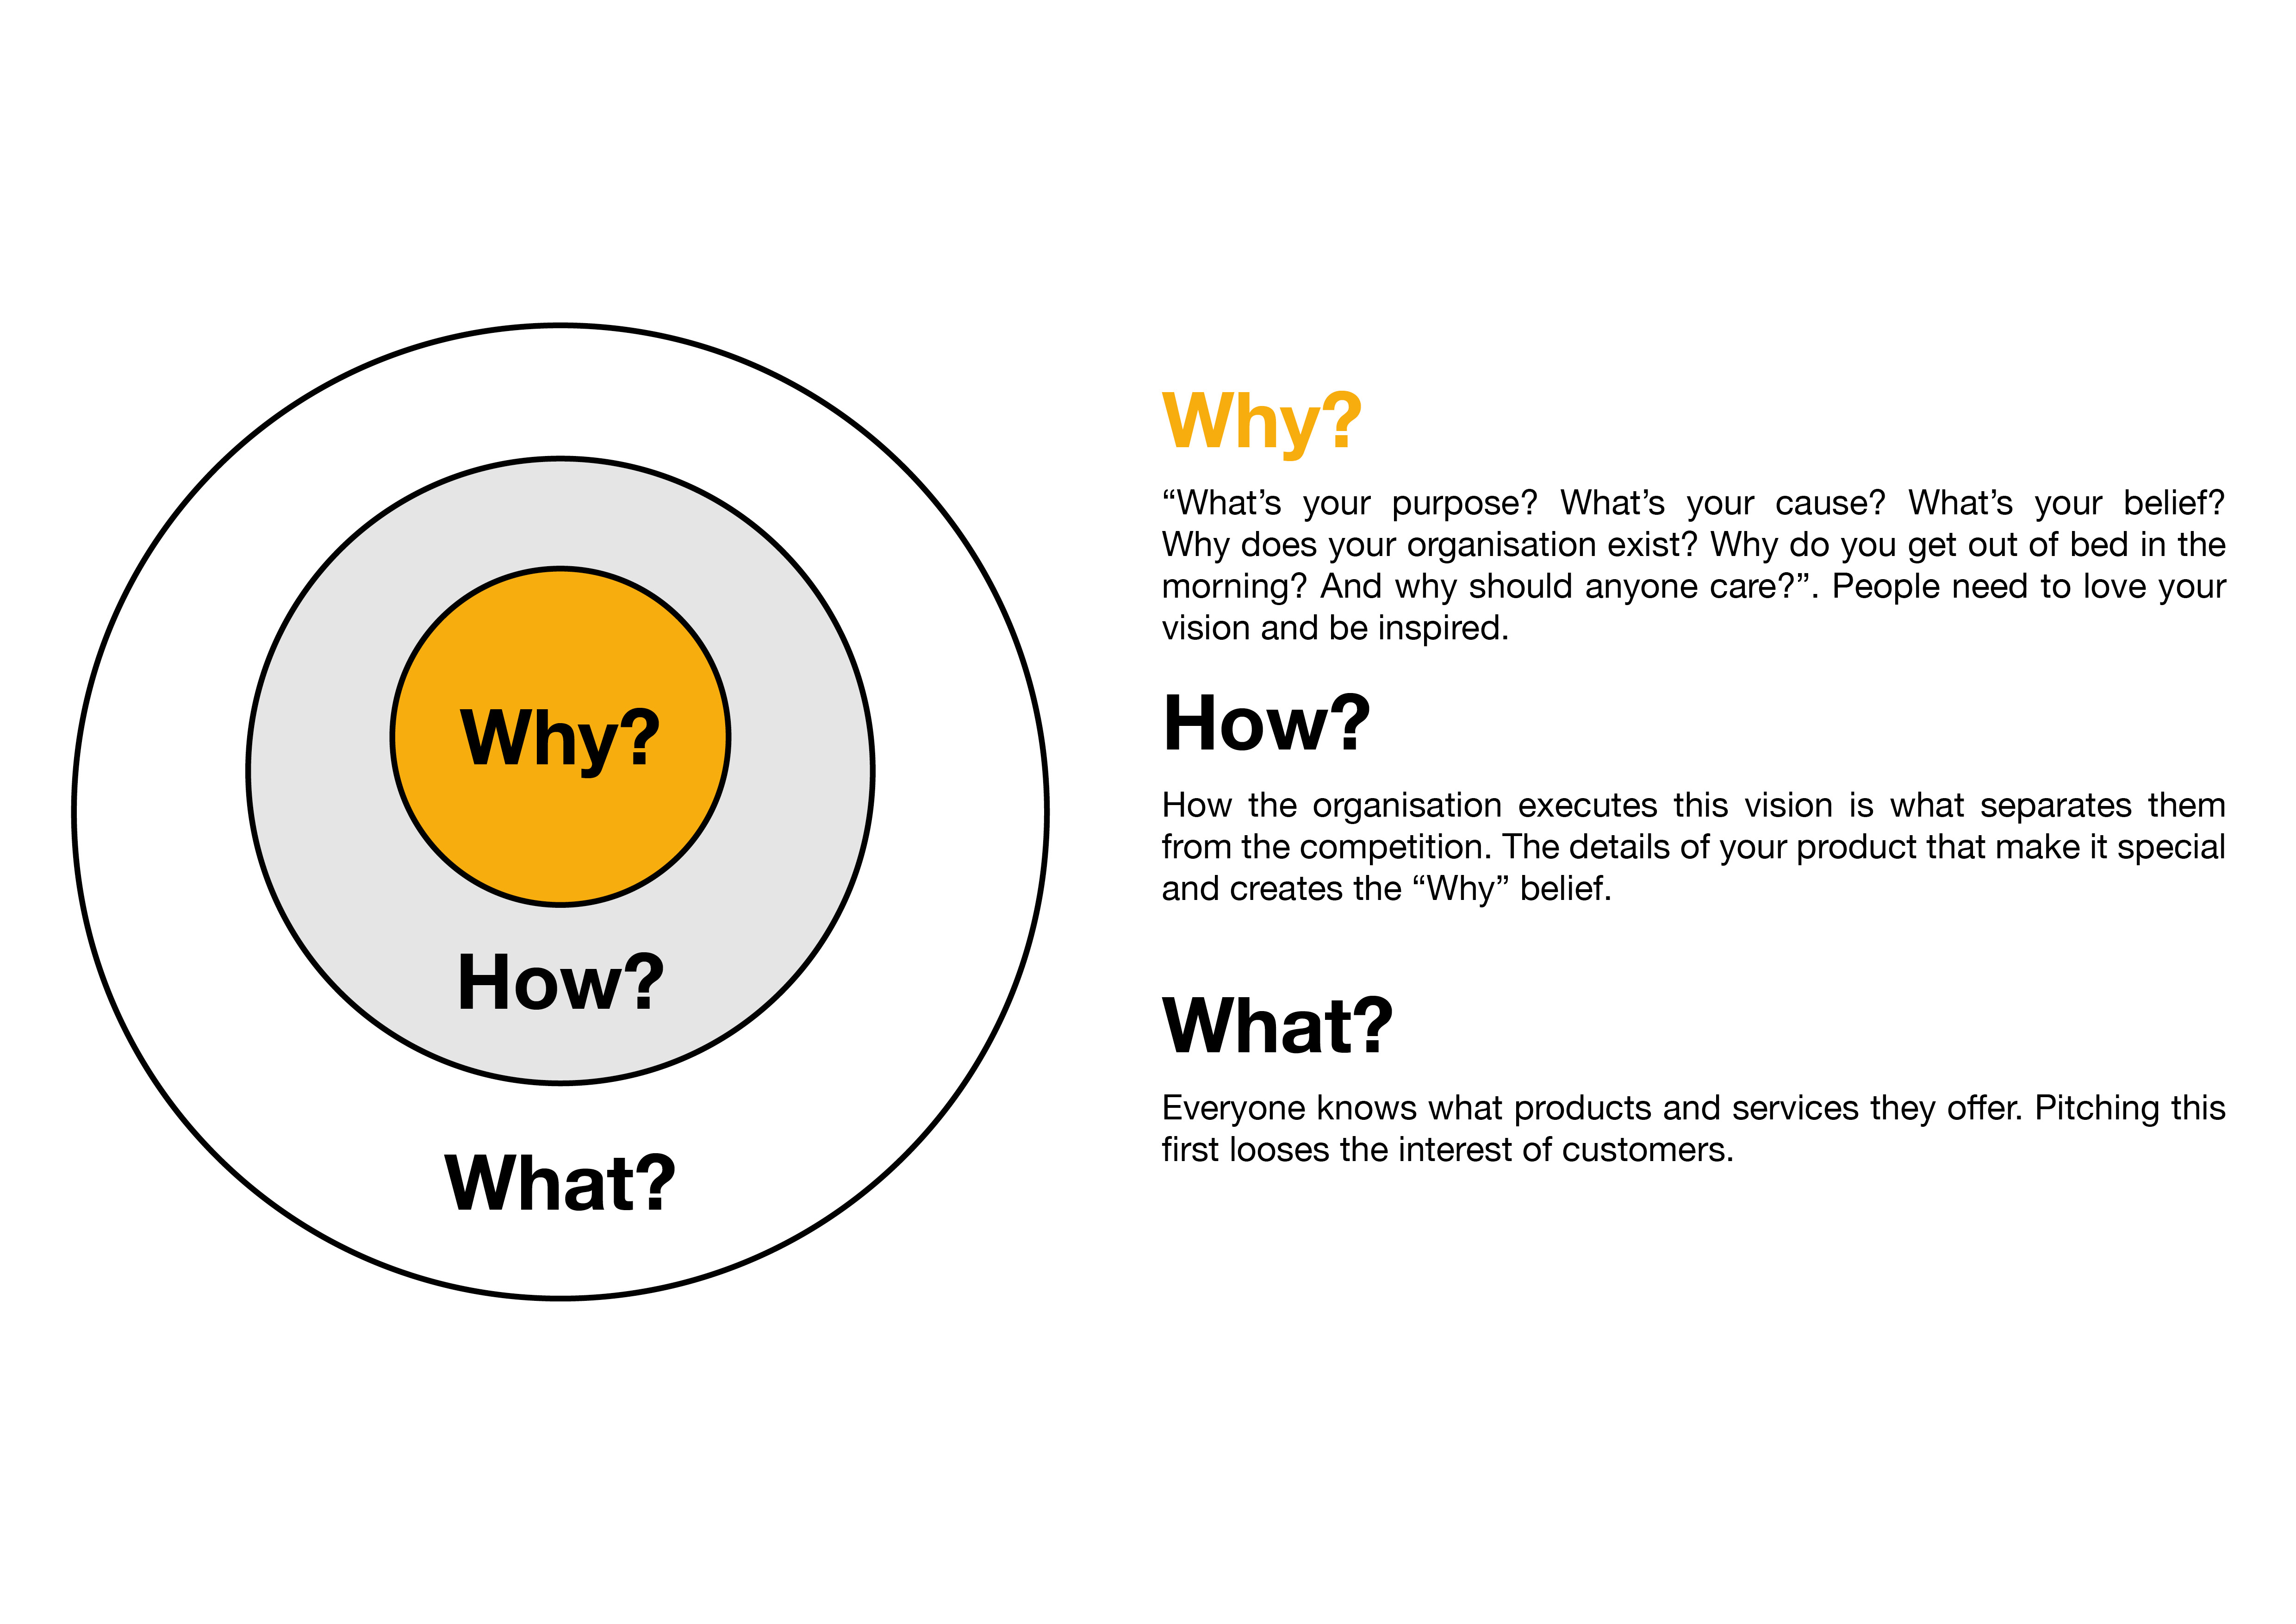 Why?
How?
What?
Why?
“What’s your purpose? What’s your cause? What’s your belief?
Why does your organisation exist? Why do you get out of bed in the
morning? And why should anyone care?”. People need to love your
vision and be inspired.
How?
How the organisation executes this vision is what separates them
from the competition. The details of your product that make it special
and creates the “Why” belief.
What?
Everyone knows what products and services they offer. Pitching this
first looses the interest of customers.